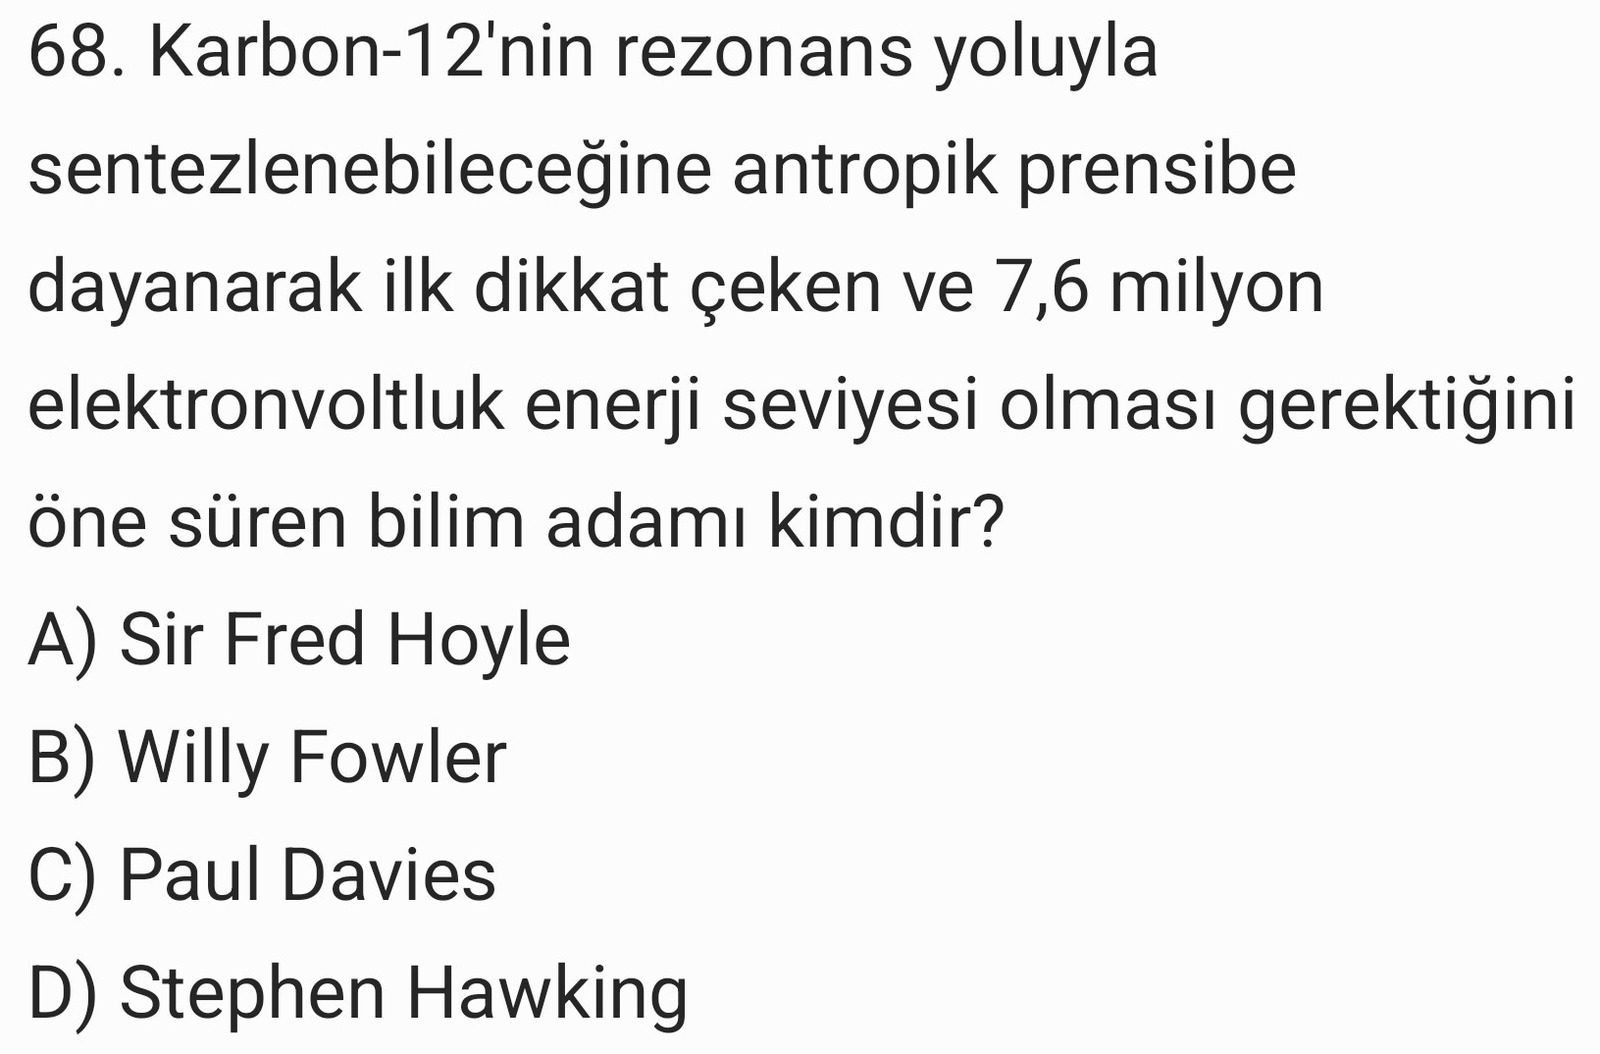 68. Karbon-12'nin rezonans yoluyla
sentezlenebileceğine antropik prensibe
dayanarak ilk dikkat çeken ve 7,6 milyon
elektronvoltluk enerji seviyesi olması gerektiğini
öne süren bilim adamı kimdir?
A) Sir Fred Hoyle
B) Willy Fowler
C) Paul Davies
D) Stephen Hawking